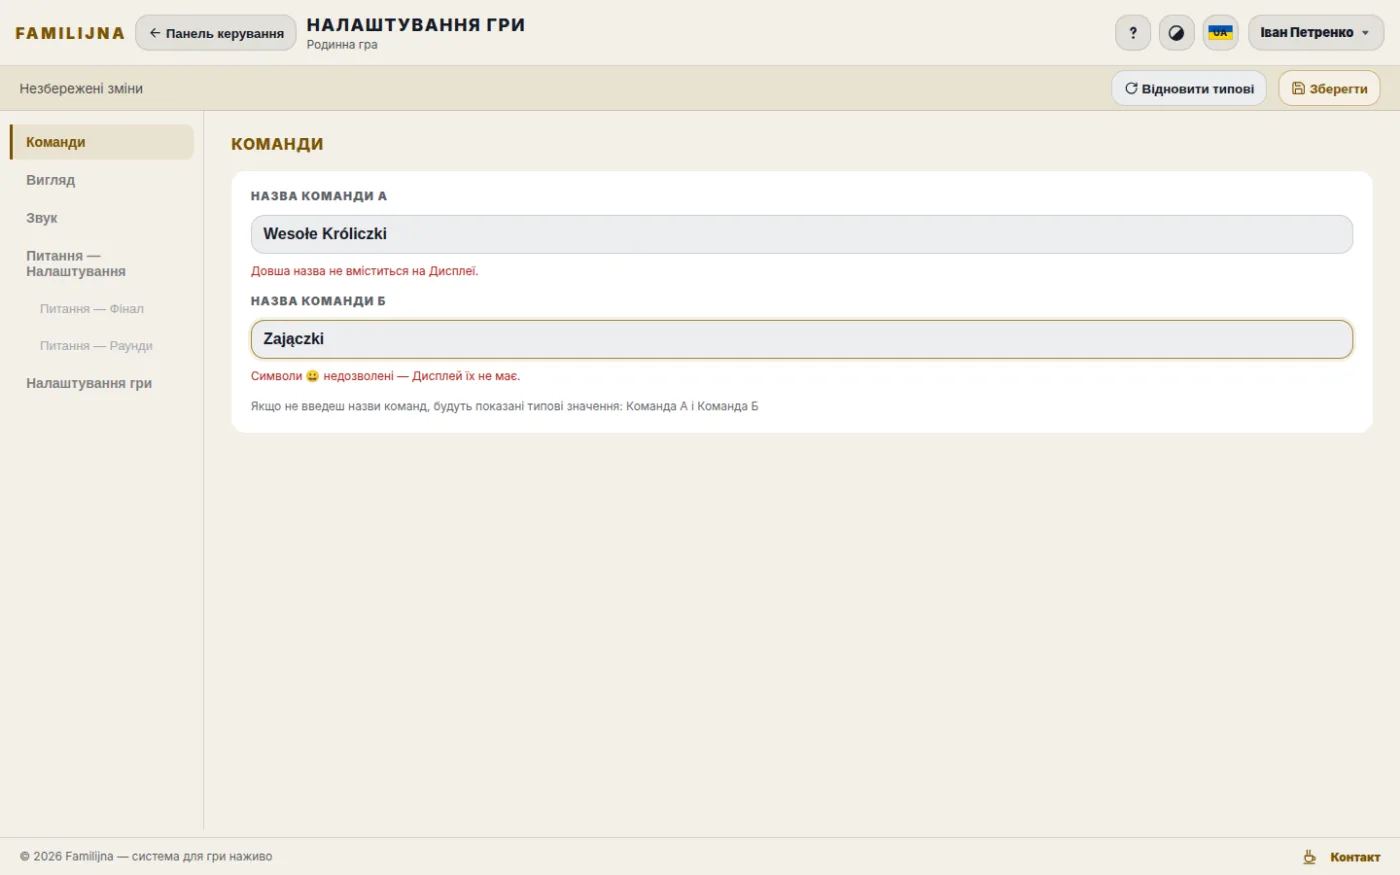 FAMILIJNA
← Панель керування
НАЛАШТУВАННЯ ГРИ
Родинна гра
?
UA
Іван Петренко
Незбережені зміни
Відновити типові
Зберегти
Команди
Вигляд
Звук
Питання —
Налаштування
Питання — Фінал
Питання — Раунди
Налаштування гри
КОМАНДИ
НАЗВА КОМАНДИ А
Wesołe Króliczki
Довша назва не вміститься на Дисплеї.
НАЗВА КОМАНДИ Б
Zajączki
Символи 😀 недозволені — Дисплей їх не має.
Якщо не введеш назви команд, будуть показані типові значення: Команда А і Команда Б
© 2026 Familijna — система для гри наживо
Контакт